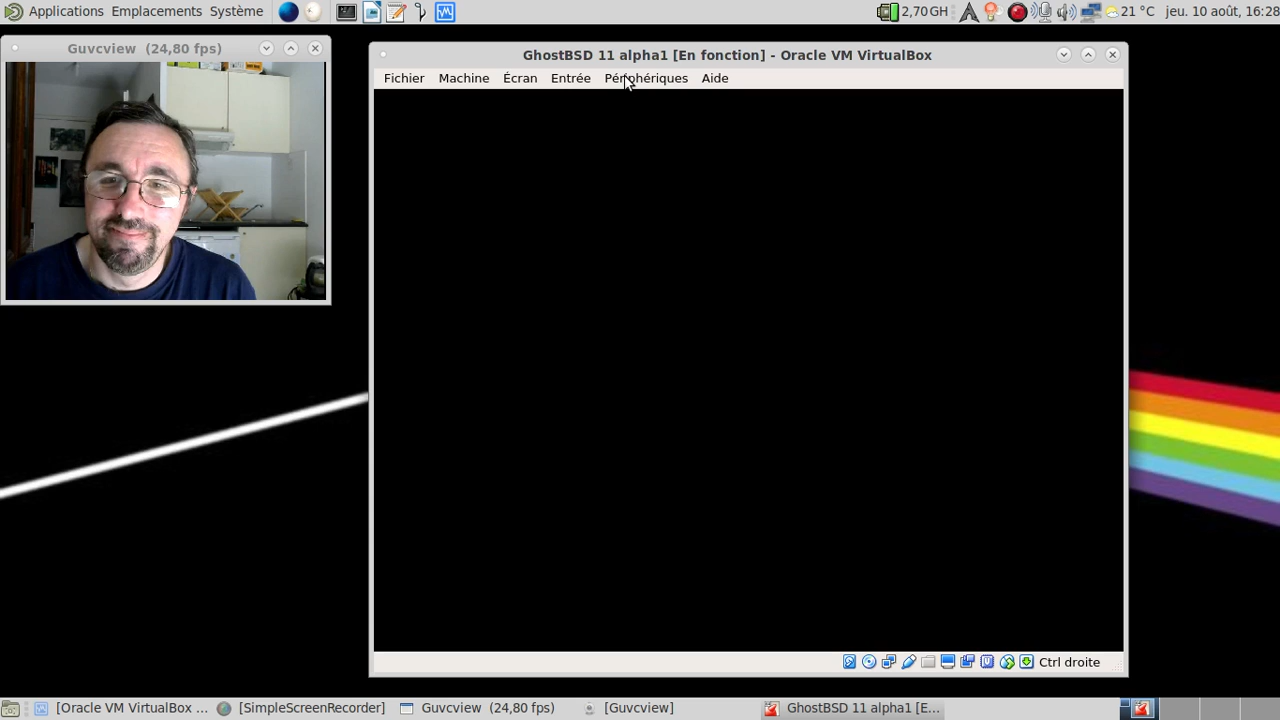 Applications Emplacements Système
2,70GH
21 °C jeu. 10 août, 16:28
Guvcview (24,80 fps)
GhostBSD 11 alpha1 [En fonction] - Oracle VM VirtualBox
Fichier Machine Écran Entrée Périphériques Aide
Ctrl droite
[Oracle VM VirtualBox ... [SimpleScreenRecorder] Guvcview (24,80 fps) [Guvcview] GhostBSD 11 alpha1 [E...